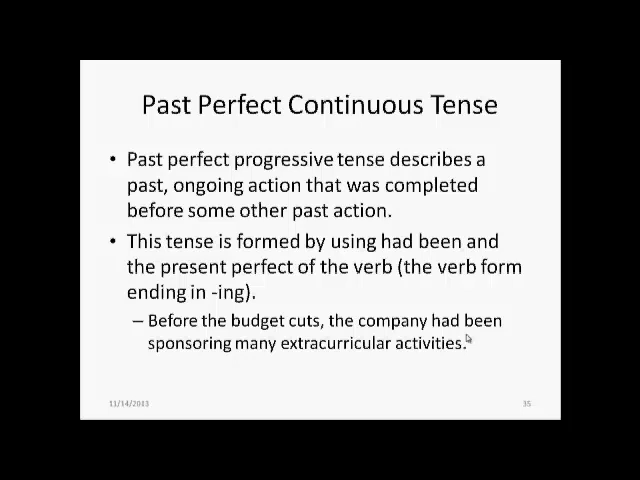 Past Perfect Continuous Tense
• Past perfect progressive tense describes a
past, ongoing action that was completed
before some other past action.
• This tense is formed by using had been and
the present perfect of the verb (the verb form
ending in -ing).
– Before the budget cuts, the company had been
sponsoring many extracurricular activities.
11/14/2013
35